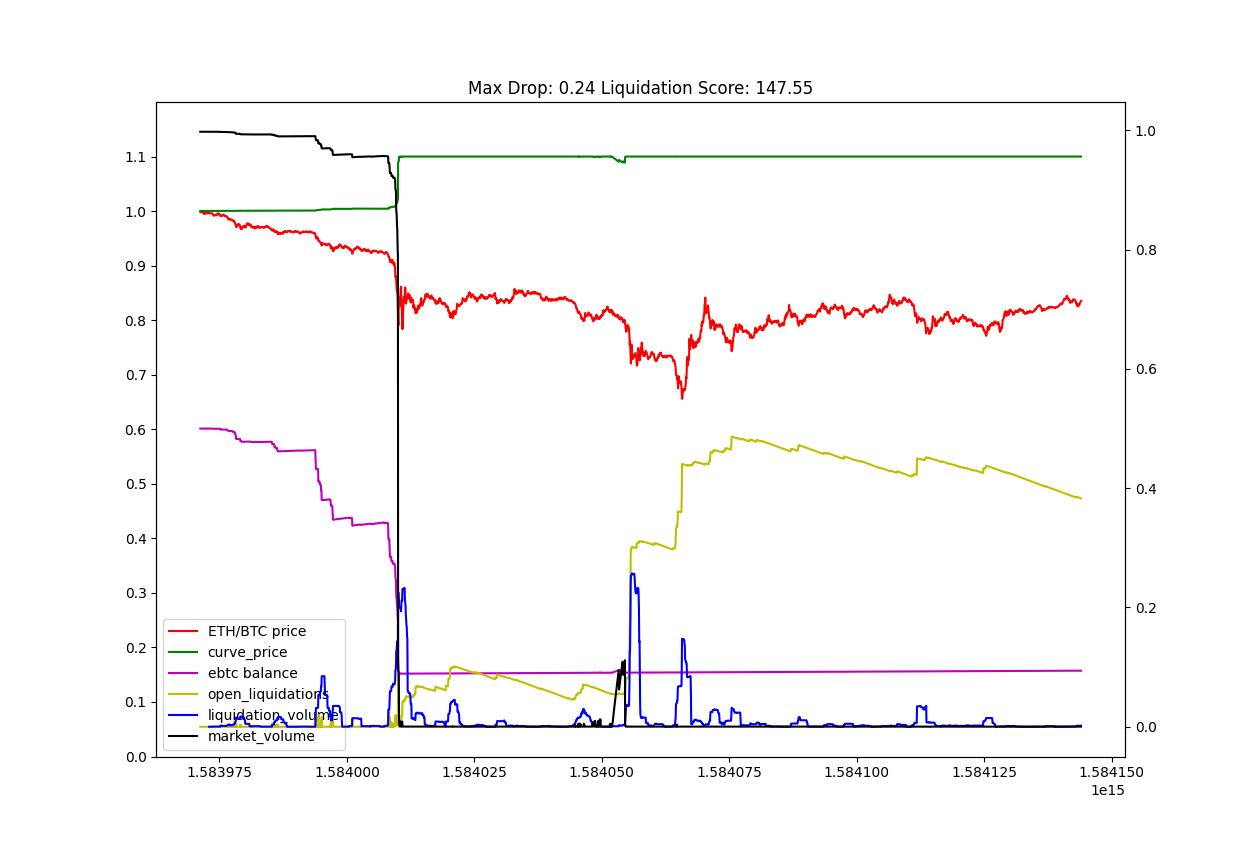 Max Drop: 0.24 Liquidation Score: 147.55
1.1
1.0
0.9
0.8
0.7
0.6
0.5
0.4
0.3
0.2
0.1
0.0
1.0
0.8
0.6
0.4
0.2
0.0
ETH/BTC price
curve_price
ebtc balance
open_liquidations
liquidation_volume
market_volume
1.583975 1.584000 1.584025 1.584050 1.584075 1.584100 1.584125 1.584150
1e15